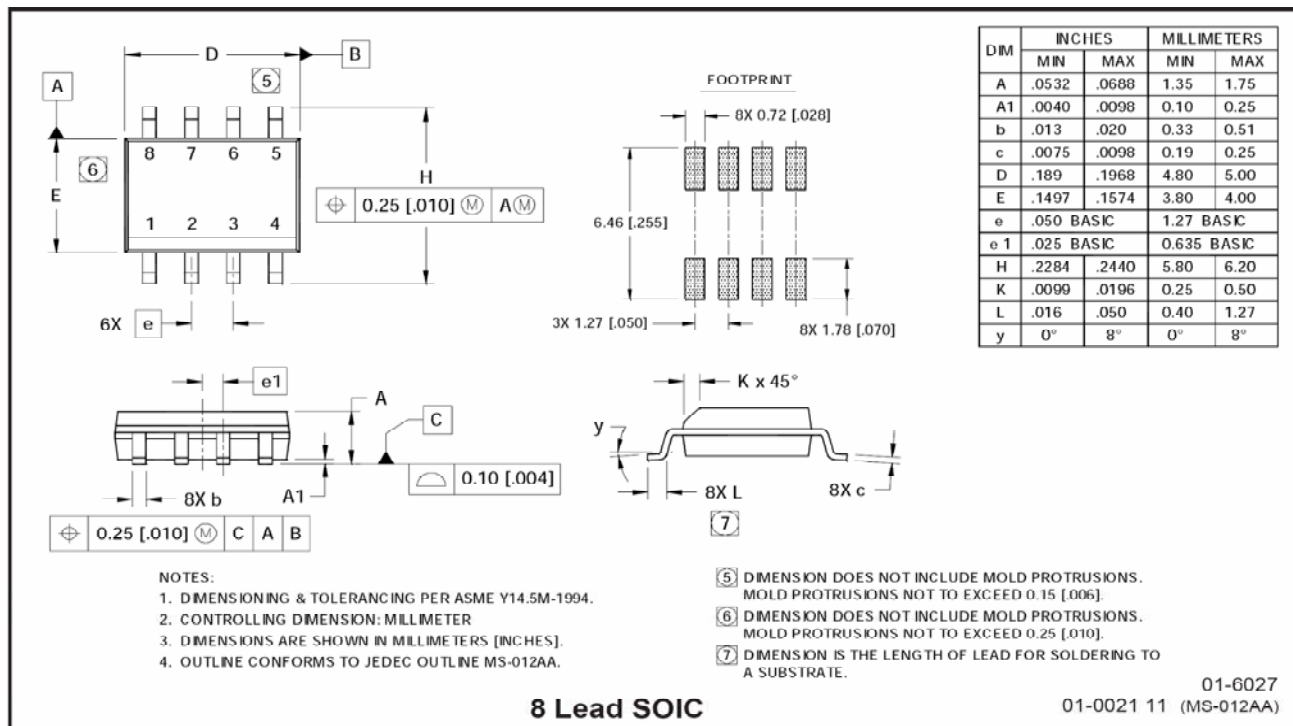 D
B
5
A
8 7 6 5
6
E
H
⌖ 0.25 [.010] Ⓜ A Ⓜ
1 2 3 4
6X e
FOOTPRINT
8X 0.72 [.028]
6.46 [.255]
3X 1.27 [.050]
8X 1.78 [.070]
DIM INCHES MILLIMETERS
MIN MAX MIN MAX
A .0532 .0688 1.35 1.75
A1 .0040 .0098 0.10 0.25
b .013 .020 0.33 0.51
c .0075 .0098 0.19 0.25
D .189 .1968 4.80 5.00
E .1497 .1574 3.80 4.00
e .050 BASIC 1.27 BASIC
e 1 .025 BASIC 0.635 BASIC
H .2284 .2440 5.80 6.20
K .0099 .0196 0.25 0.50
L .016 .050 0.40 1.27
y 0° 8° 0° 8°
e1
A
C
0.10 [.004]
A1
8X b
⌖ 0.25 [.010] Ⓜ C A B
K x 45°
y
8X L
8X c
7
NOTES:
1. DIMENSIONING & TOLERANCING PER ASME Y14.5M-1994.
2. CONTROLLING DIMENSION: MILLIMETER
3. DIMENSIONS ARE SHOWN IN MILLIMETERS [INCHES].
4. OUTLINE CONFORMS TO JEDEC OUTLINE MS-012AA.
5 DIMENSION DOES NOT INCLUDE MOLD PROTRUSIONS.
MOLD PROTRUSIONS NOT TO EXCEED 0.15 [.006].
6 DIMENSION DOES NOT INCLUDE MOLD PROTRUSIONS.
MOLD PROTRUSIONS NOT TO EXCEED 0.25 [.010].
7 DIMENSION IS THE LENGTH OF LEAD FOR SOLDERING TO
A SUBSTRATE.
8 Lead SOIC
01-6027
01-0021 11 (MS-012AA)